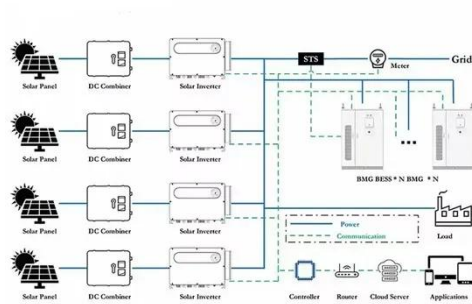 STS
Meter
Grid
Solar Panel DC Combiner Solar Inverter
Solar Panel DC Combiner Solar Inverter
BMG BESS * N BMG * N
Solar Panel DC Combiner Solar Inverter
Load
Power
Communication
Solar Panel DC Combiner Solar Inverter Controller Router Cloud Server Application